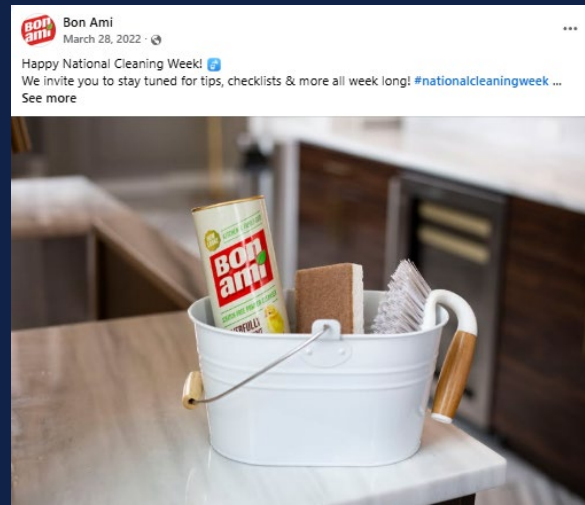 Bon Ami
March 28, 2022 ·
Happy National Cleaning Week!
We invite you to stay tuned for tips, checklists & more all week long! #nationalcleaningweek ...
See more
BON
ami